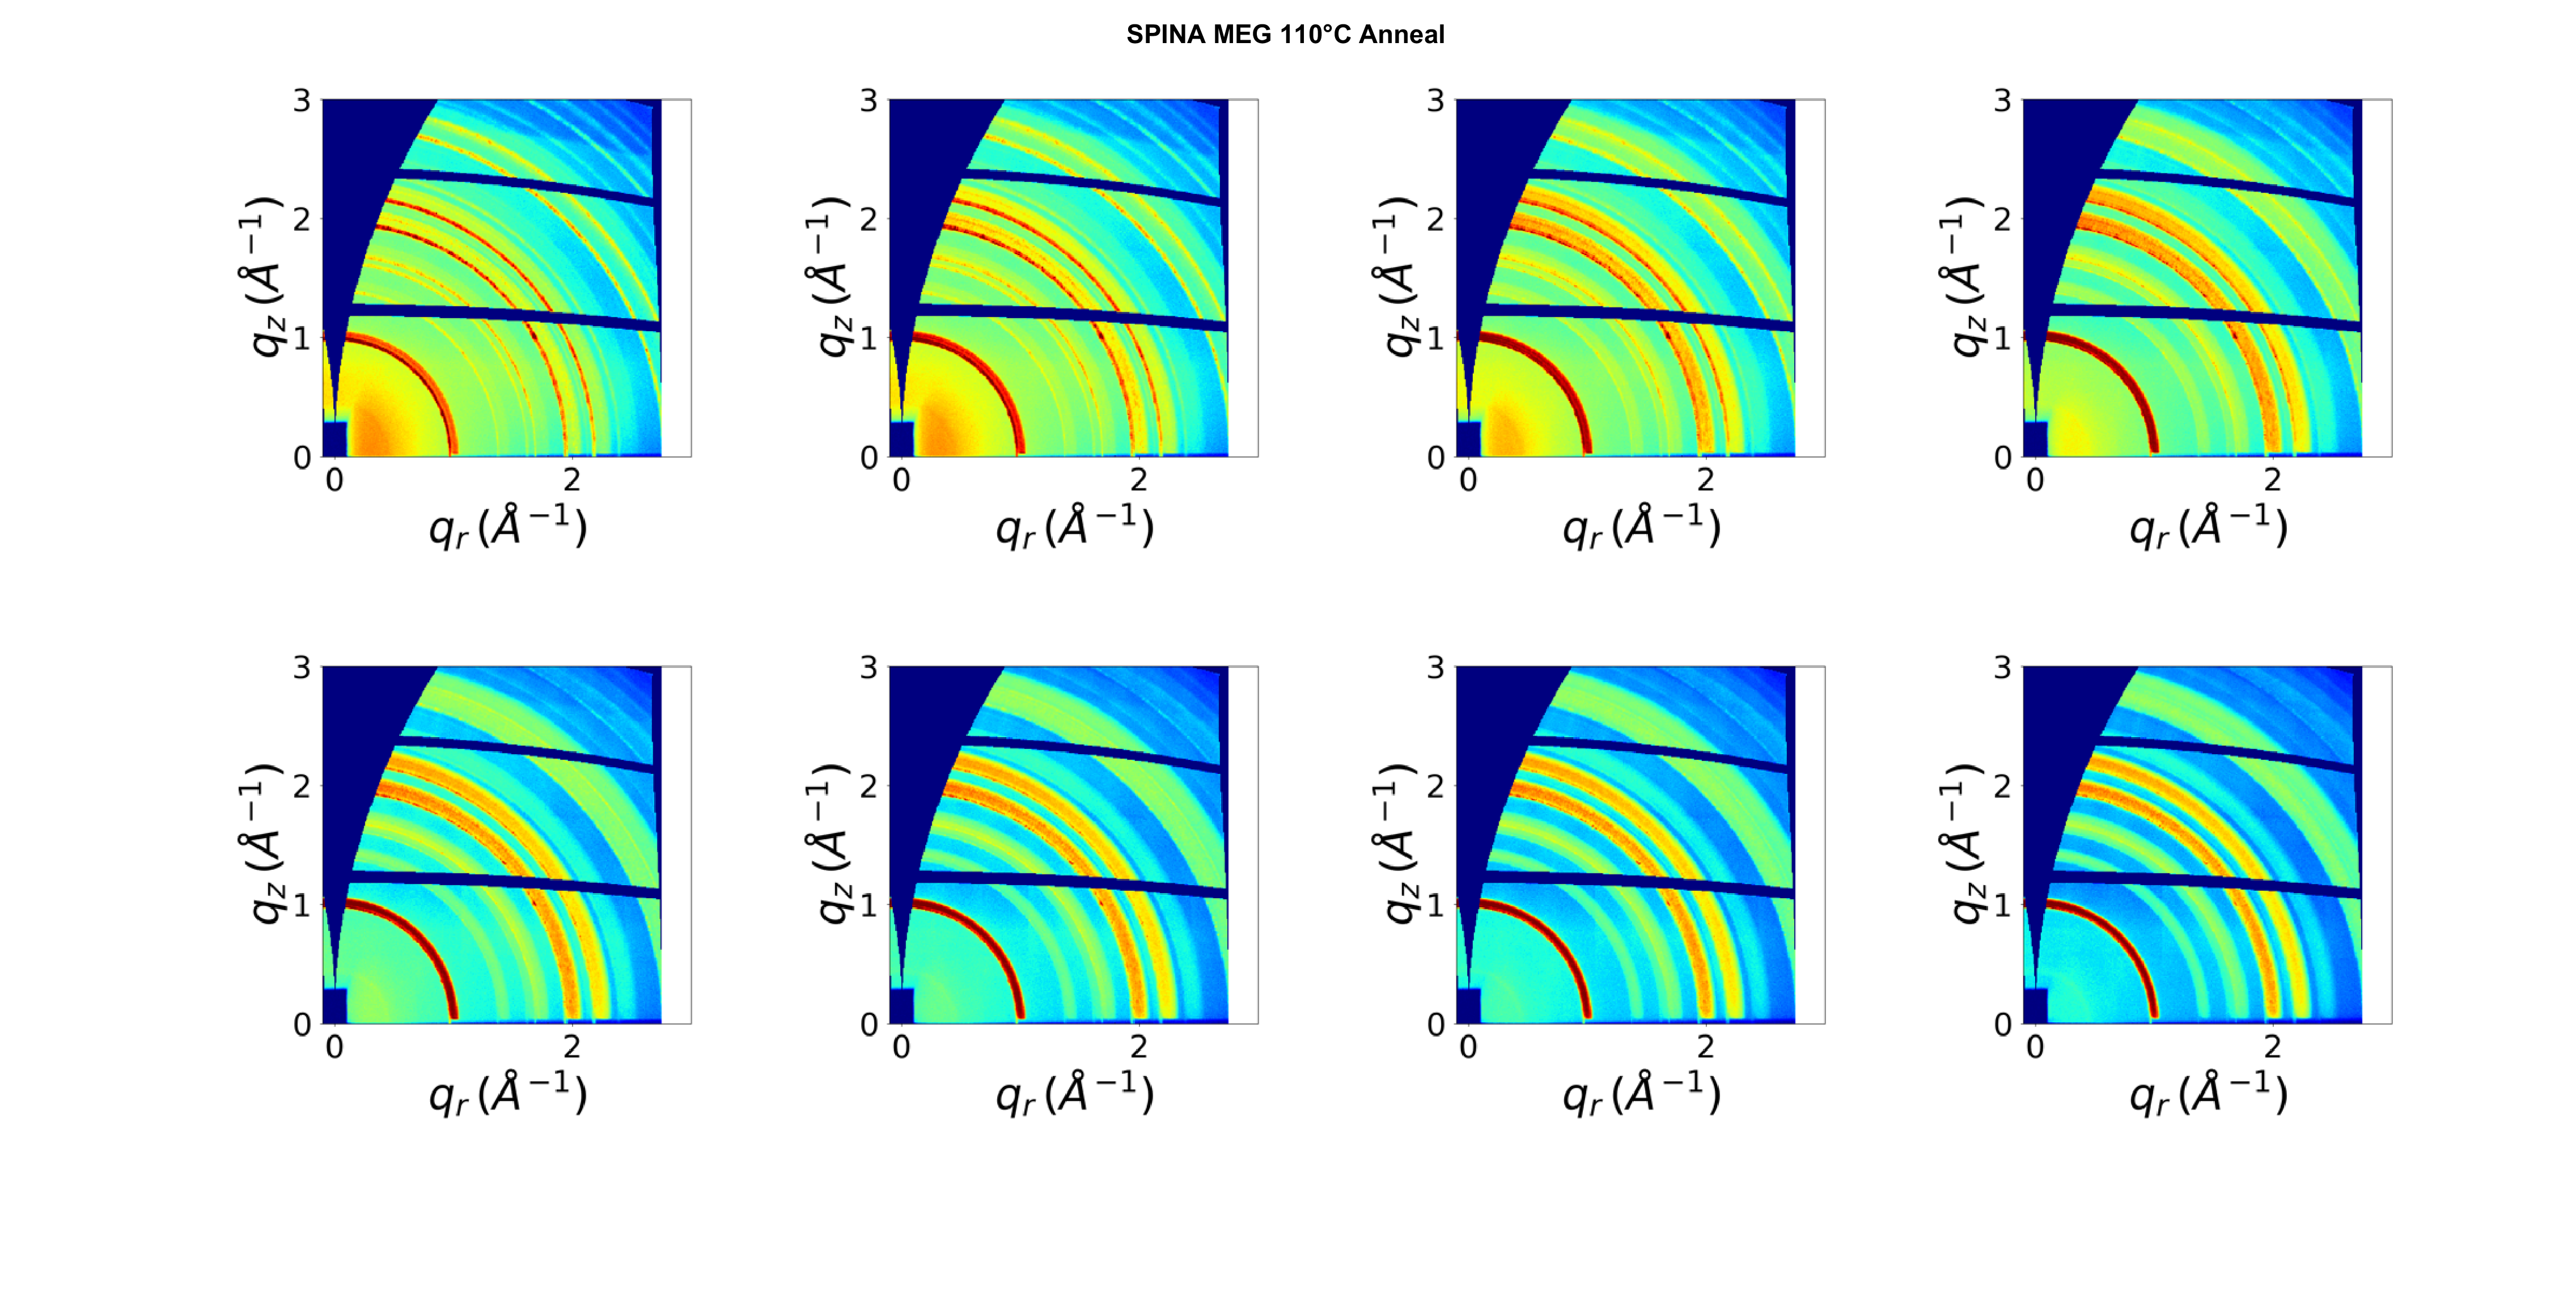 SPINA MEG 110°C Anneal
3 3 3 3
2 2 2 2
1 1 1 1
0 0 0 0
q_z (Å⁻¹) q_z (Å⁻¹) q_z (Å⁻¹) q_z (Å⁻¹)
0 2 0 2 0 2 0 2
q_r (Å⁻¹) q_r (Å⁻¹) q_r (Å⁻¹) q_r (Å⁻¹)
3 3 3 3
2 2 2 2
1 1 1 1
0 0 0 0
q_z (Å⁻¹) q_z (Å⁻¹) q_z (Å⁻¹) q_z (Å⁻¹)
0 2 0 2 0 2 0 2
q_r (Å⁻¹) q_r (Å⁻¹) q_r (Å⁻¹) q_r (Å⁻¹)